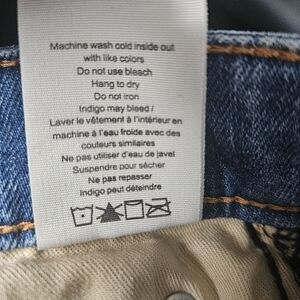 Machine wash cold inside out
with like colors
Do not use bleach
Hang to dry
Do not iron
Indigo may bleed /
Laver le vêtement à l'intérieur en
machine à l'eau froide avec des
couleurs similaires
Ne pas utiliser d'eau de javel
Suspendre pour sécher
Ne pas repasser
Indigo peut déteindre